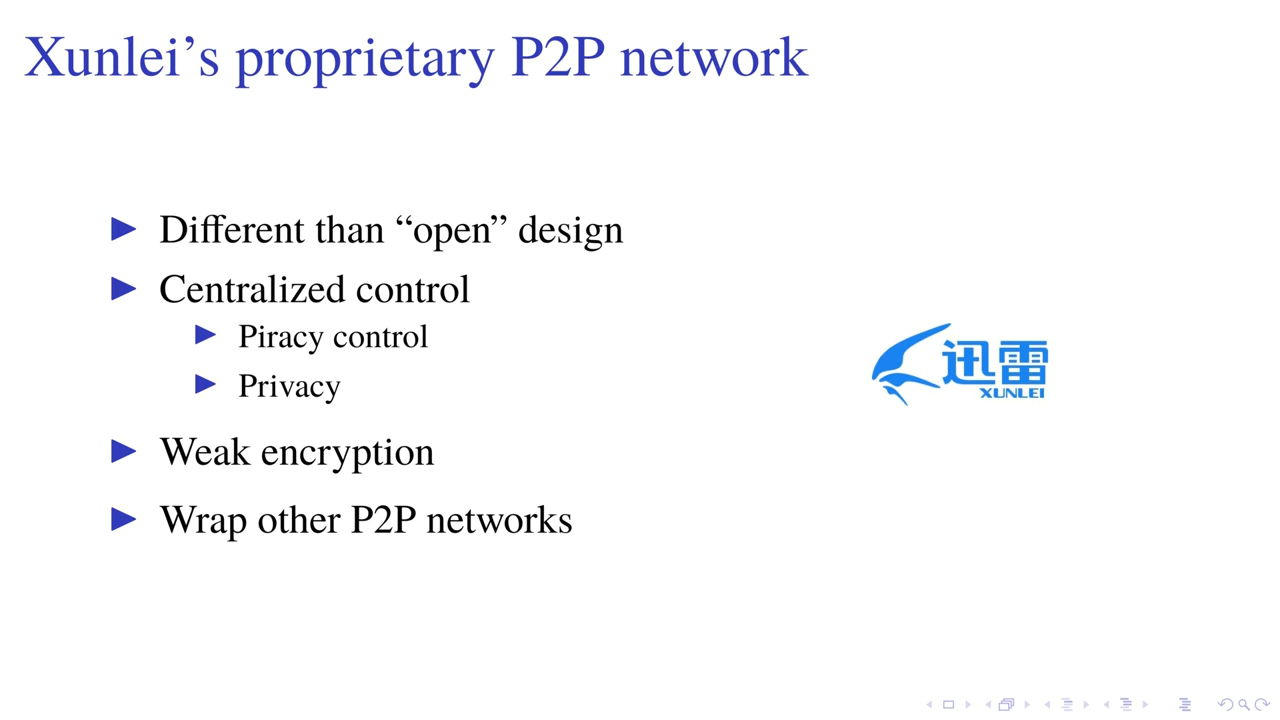 Xunlei’s proprietary P2P network
Different than “open” design
Centralized control
Piracy control
Privacy
迅雷
XUNLEI
Weak encryption
Wrap other P2P networks